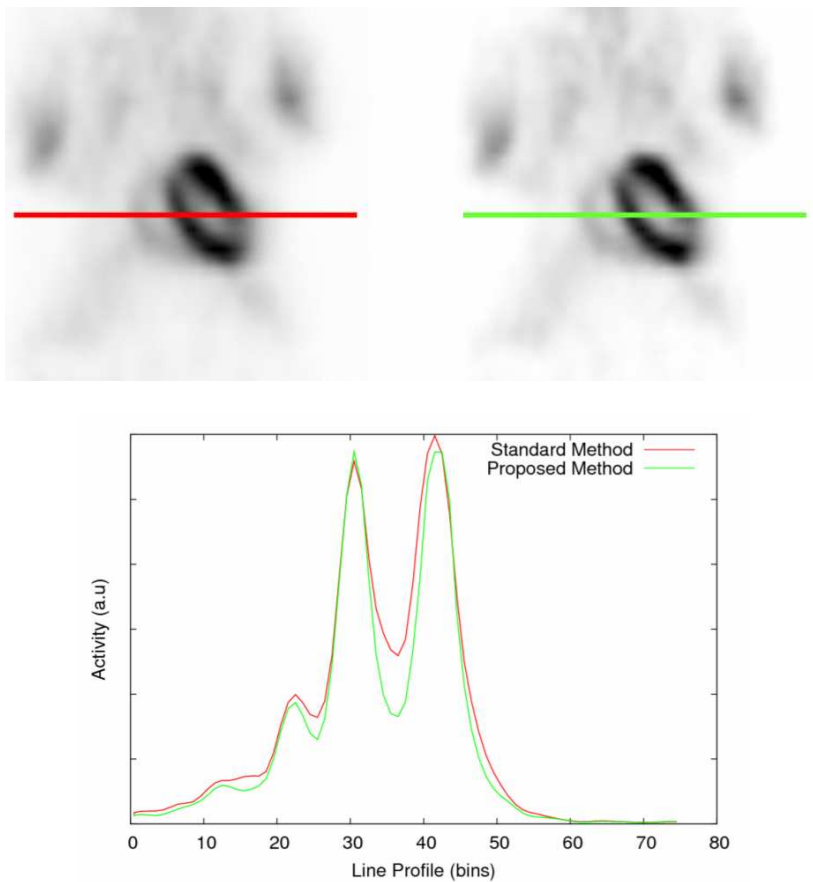 Standard Method
Proposed Method
Activity (a.u)
0 10 20 30 40 50 60 70 80
Line Profile (bins)